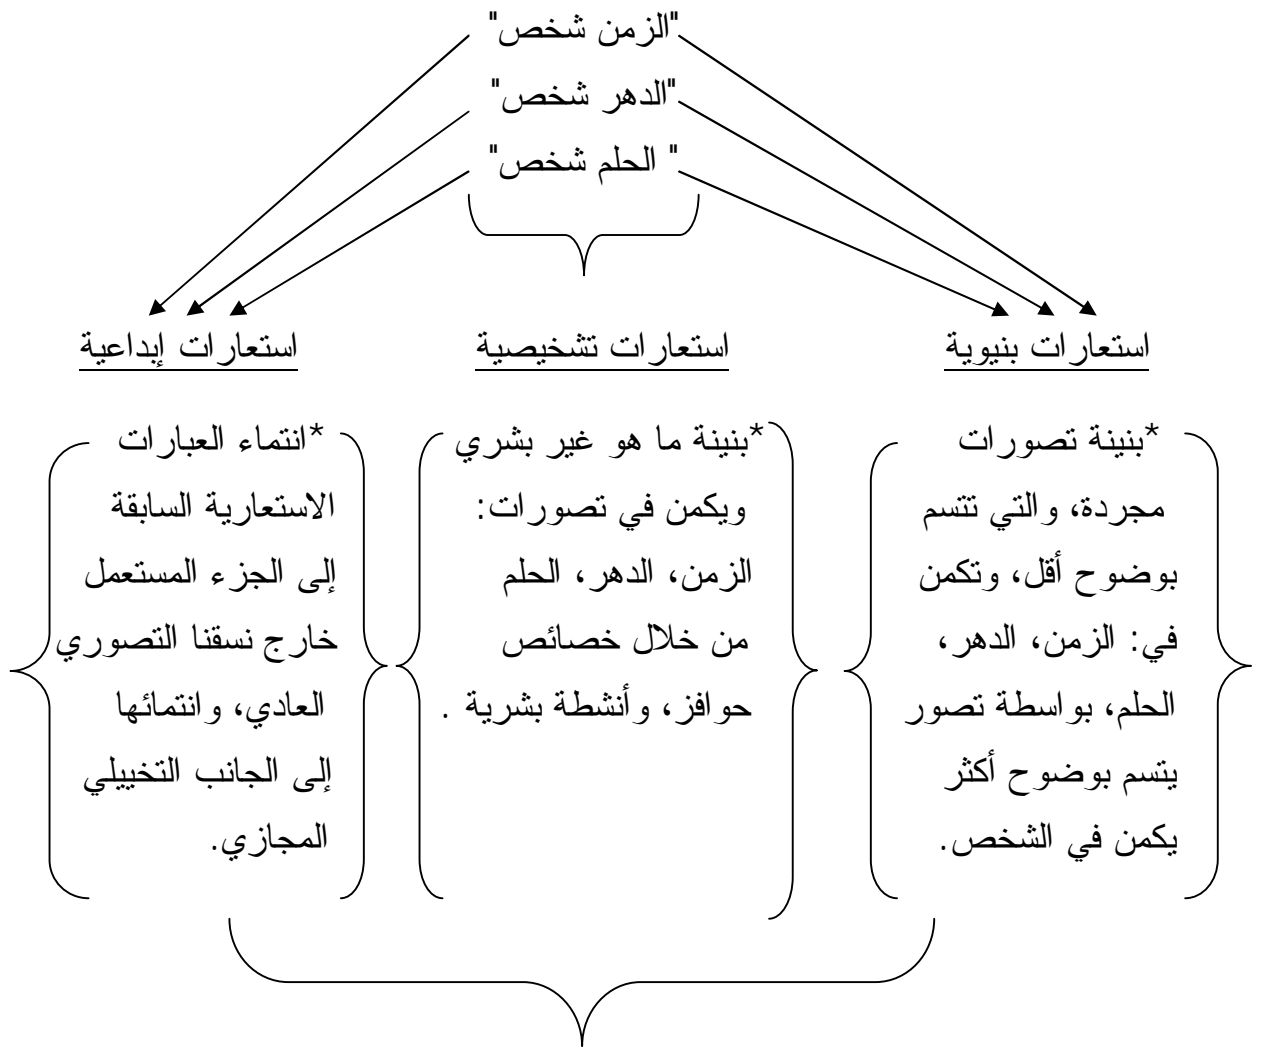 "الزمن شخص"
"الدهر شخص"
" الحلم شخص"
استعارات بنيوية
*بنينة تصورات
مجردة، والتي تتسم
بوضوح أقل، وتكمن
في: الزمن، الدهر،
الحلم، بواسطة تصور
يتسم بوضوح أكثر
يكمن في الشخص.
استعارات تشخيصية
*بنينة ما هو غير بشري
ويكمن في تصورات:
الزمن، الدهر، الحلم
من خلال خصائص
حوافز، وأنشطة بشرية .
استعارات إبداعية
*انتماء العبارات
الاستعارية السابقة
إلى الجزء المستعمل
خارج نسقنا التصوري
العادي، وانتمائها
إلى الجانب التخييلي
المجازي.